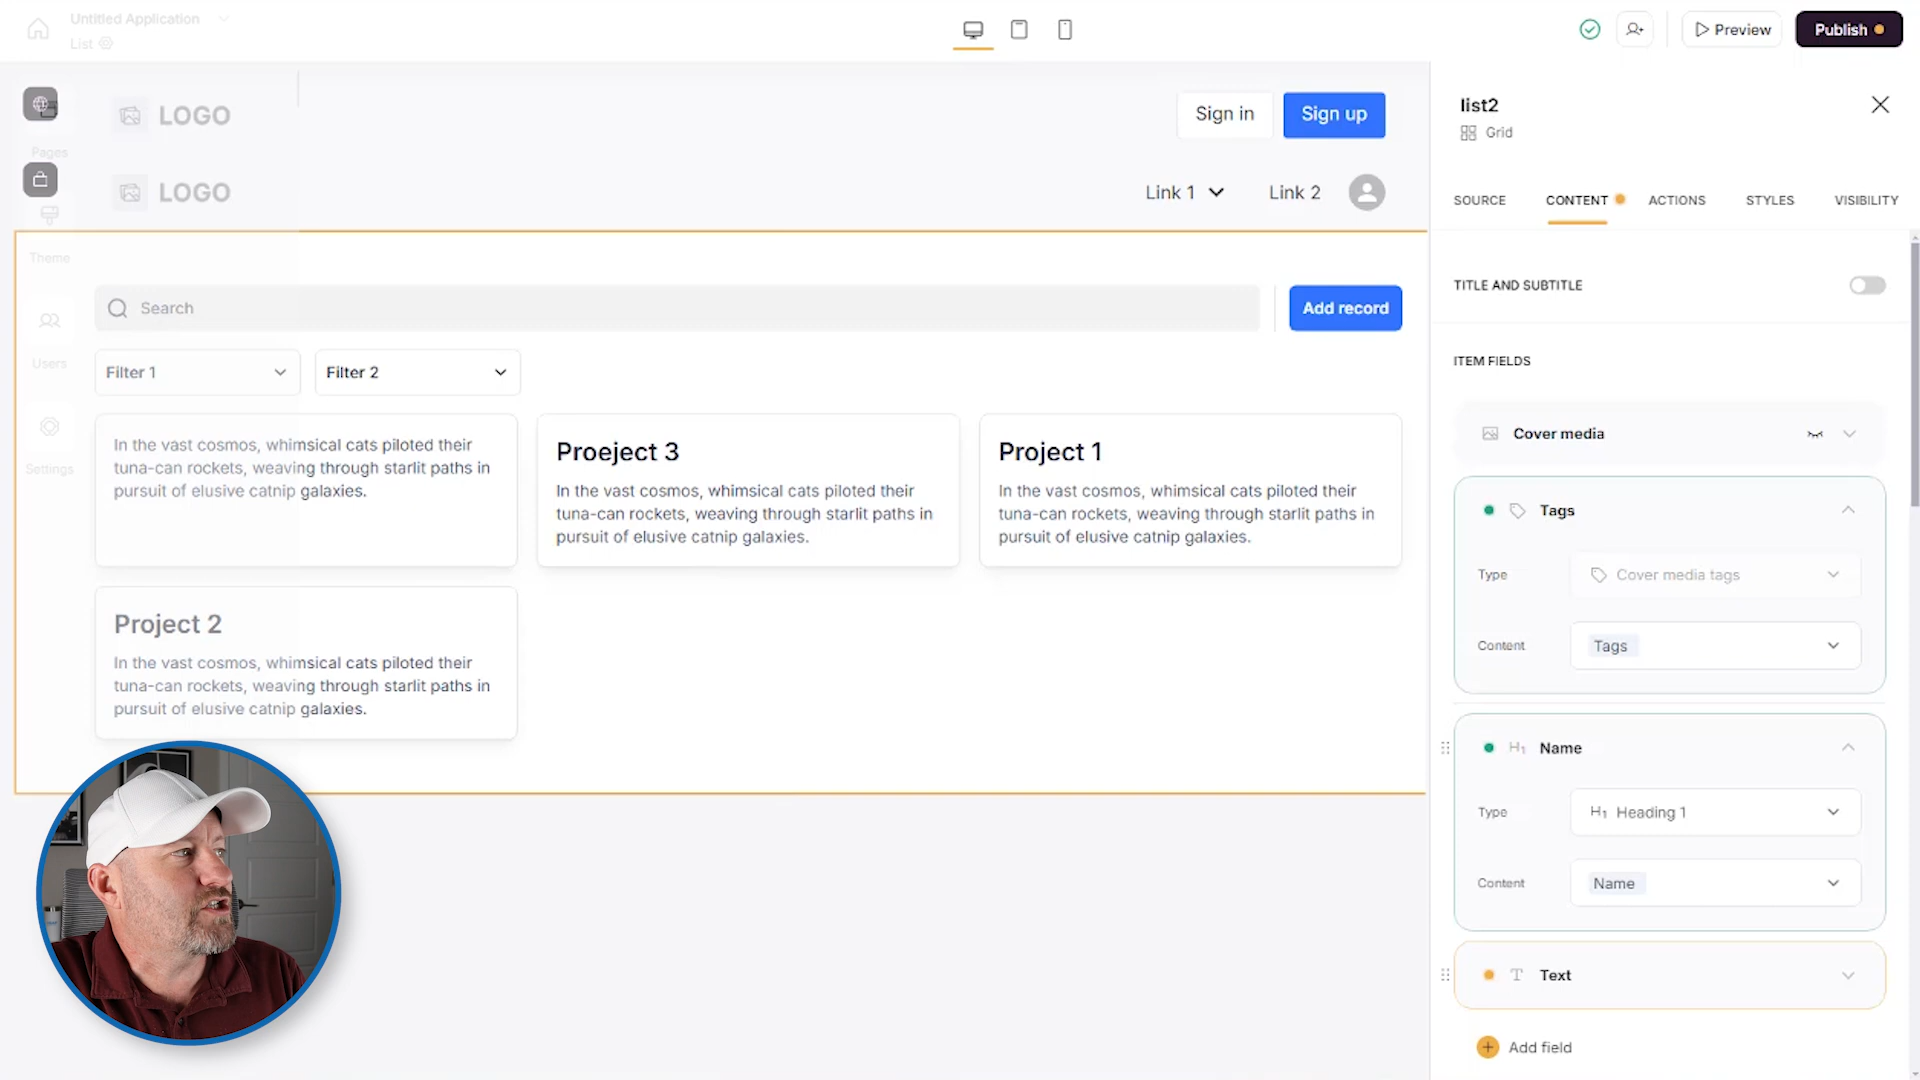 Untitled Application
List
Preview
Publish
Pages
LOGO
Sign in
Sign up
LOGO
Link 1
Link 2
Theme
Search
Add record
Users
Filter 1
Filter 2
Settings
In the vast cosmos, whimsical cats piloted their
tuna-can rockets, weaving through starlit paths in
pursuit of elusive catnip galaxies.
Proeject 3
In the vast cosmos, whimsical cats piloted their
tuna-can rockets, weaving through starlit paths in
pursuit of elusive catnip galaxies.
Project 1
In the vast cosmos, whimsical cats piloted their
tuna-can rockets, weaving through starlit paths in
pursuit of elusive catnip galaxies.
Project 2
In the vast cosmos, whimsical cats piloted their
tuna-can rockets, weaving through starlit paths in
pursuit of elusive catnip galaxies.
list2
Grid
SOURCE
CONTENT
ACTIONS
STYLES
VISIBILITY
TITLE AND SUBTITLE
ITEM FIELDS
Cover media
Tags
Type
Cover media tags
Content
Tags
H1 Name
Type
H1 Heading 1
Content
Name
T Text
Add field